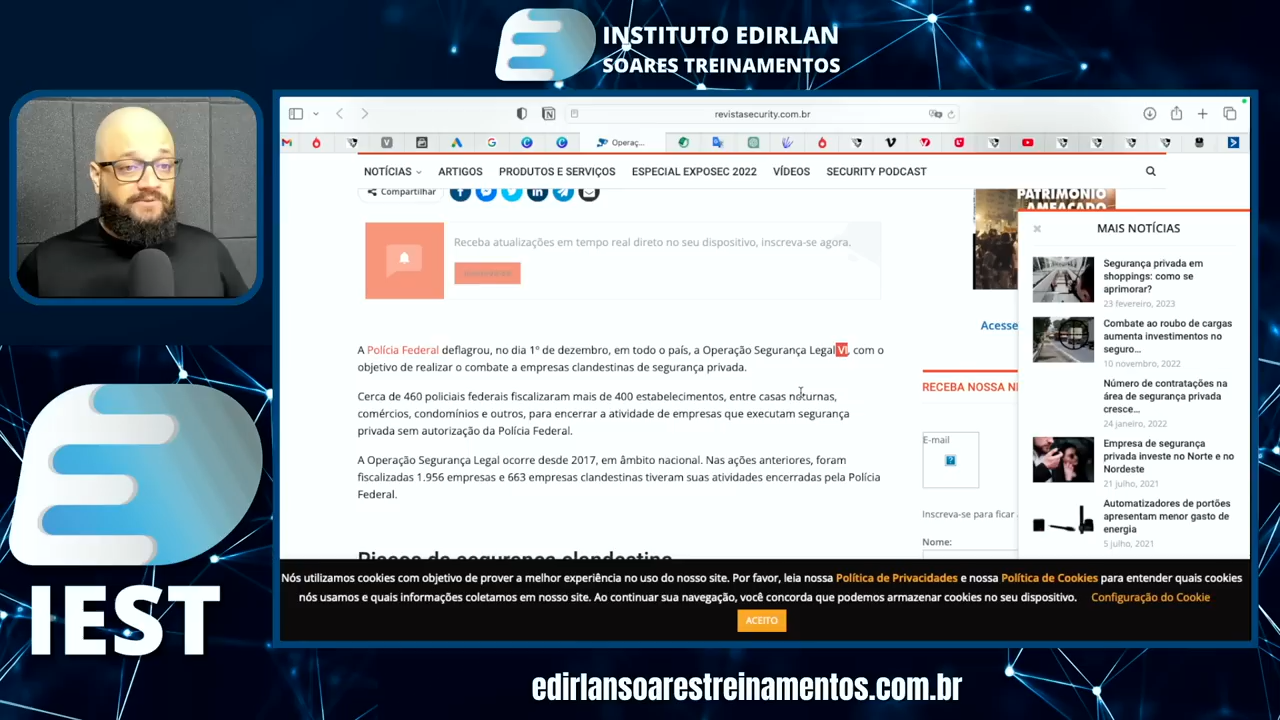 INSTITUTO EDIRLAN
SOARES TREINAMENTOS
revistasecurity.com.br
Operaç...
NOTÍCIAS
ARTIGOS
PRODUTOS E SERVIÇOS
ESPECIAL EXPOSEC 2022
VÍDEOS
SECURITY PODCAST
Compartilhar
PATRIMÔNIO
AMEAÇADO
Receba atualizações em tempo real direto no seu dispositivo, inscreva-se agora.
A Polícia Federal deflagrou, no dia 1º de dezembro, em todo o país, a Operação Segurança Legal VI, com o
objetivo de realizar o combate a empresas clandestinas de segurança privada.
Cerca de 460 policiais federais fiscalizaram mais de 400 estabelecimentos, entre casas noturnas,
comércios, condomínios e outros, para encerrar a atividade de empresas que executam segurança
privada sem autorização da Polícia Federal.
A Operação Segurança Legal ocorre desde 2017, em âmbito nacional. Nas ações anteriores, foram
fiscalizadas 1.956 empresas e 663 empresas clandestinas tiveram suas atividades encerradas pela Polícia
Federal.
Acesse
RECEBA NOSSA NE
E-mail
Inscreva-se para ficar
Nome:
MAIS NOTÍCIAS
Segurança privada em
shoppings: como se
aprimorar?
23 fevereiro, 2023
Combate ao roubo de cargas
aumenta investimentos no
seguro...
10 novembro, 2022
Número de contratações na
área de segurança privada
cresce...
24 janeiro, 2022
Empresa de segurança
privada investe no Norte e no
Nordeste
21 julho, 2021
Automatizadores de portões
apresentam menor gasto de
energia
5 julho, 2021
Nós utilizamos cookies com objetivo de prover a melhor experiência no uso do nosso site. Por favor, leia nossa Política de Privacidades e nossa Política de Cookies para entender quais cookies
nós usamos e quais informações coletamos em nosso site. Ao continuar sua navegação, você concorda que podemos armazenar cookies no seu dispositivo. Configuração do Cookie
ACEITO
IEST
edirlansoarestreinamentos.com.br